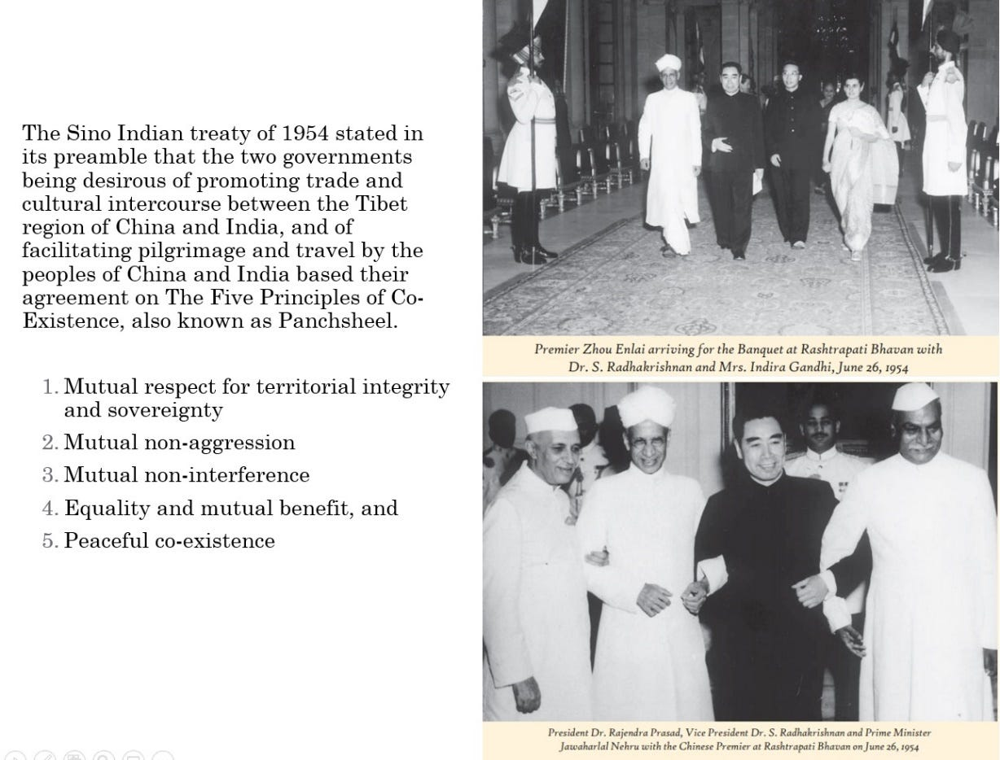 The Sino Indian treaty of 1954 stated in
its preamble that the two governments
being desirous of promoting trade and
cultural intercourse between the Tibet
region of China and India, and of
facilitating pilgrimage and travel by the
peoples of China and India based their
agreement on The Five Principles of Co-
Existence, also known as Panchsheel.
1. Mutual respect for territorial integrity
and sovereignty
2. Mutual non-aggression
3. Mutual non-interference
4. Equality and mutual benefit, and
5. Peaceful co-existence
Premier Zhou Enlai arriving for the Banquet at Rashtrapati Bhavan with
Dr. S. Radhakrishnan and Mrs. Indira Gandhi, June 26, 1954
President Dr. Rajendra Prasad, Vice President Dr. S. Radhakrishnan and Prime Minister
Jawaharlal Nehru with the Chinese Premier at Rashtrapati Bhavan on June 26, 1954